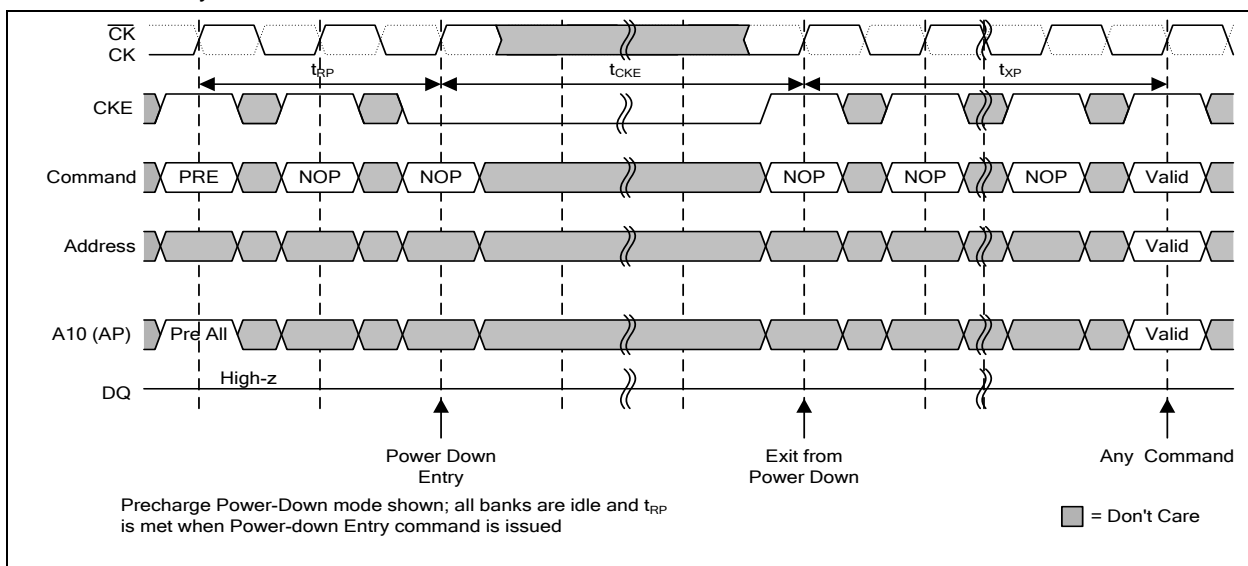 CK
CK
tRP
tCKE
tXP
CKE
Command
PRE
NOP
NOP
NOP
NOP
NOP
Valid
Address
Valid
A10 (AP)
Pre All
Valid
High-z
DQ
Power Down
Entry
Exit from
Power Down
Any Command
Precharge Power-Down mode shown; all banks are idle and tRP
is met when Power-down Entry command is issued
= Don't Care